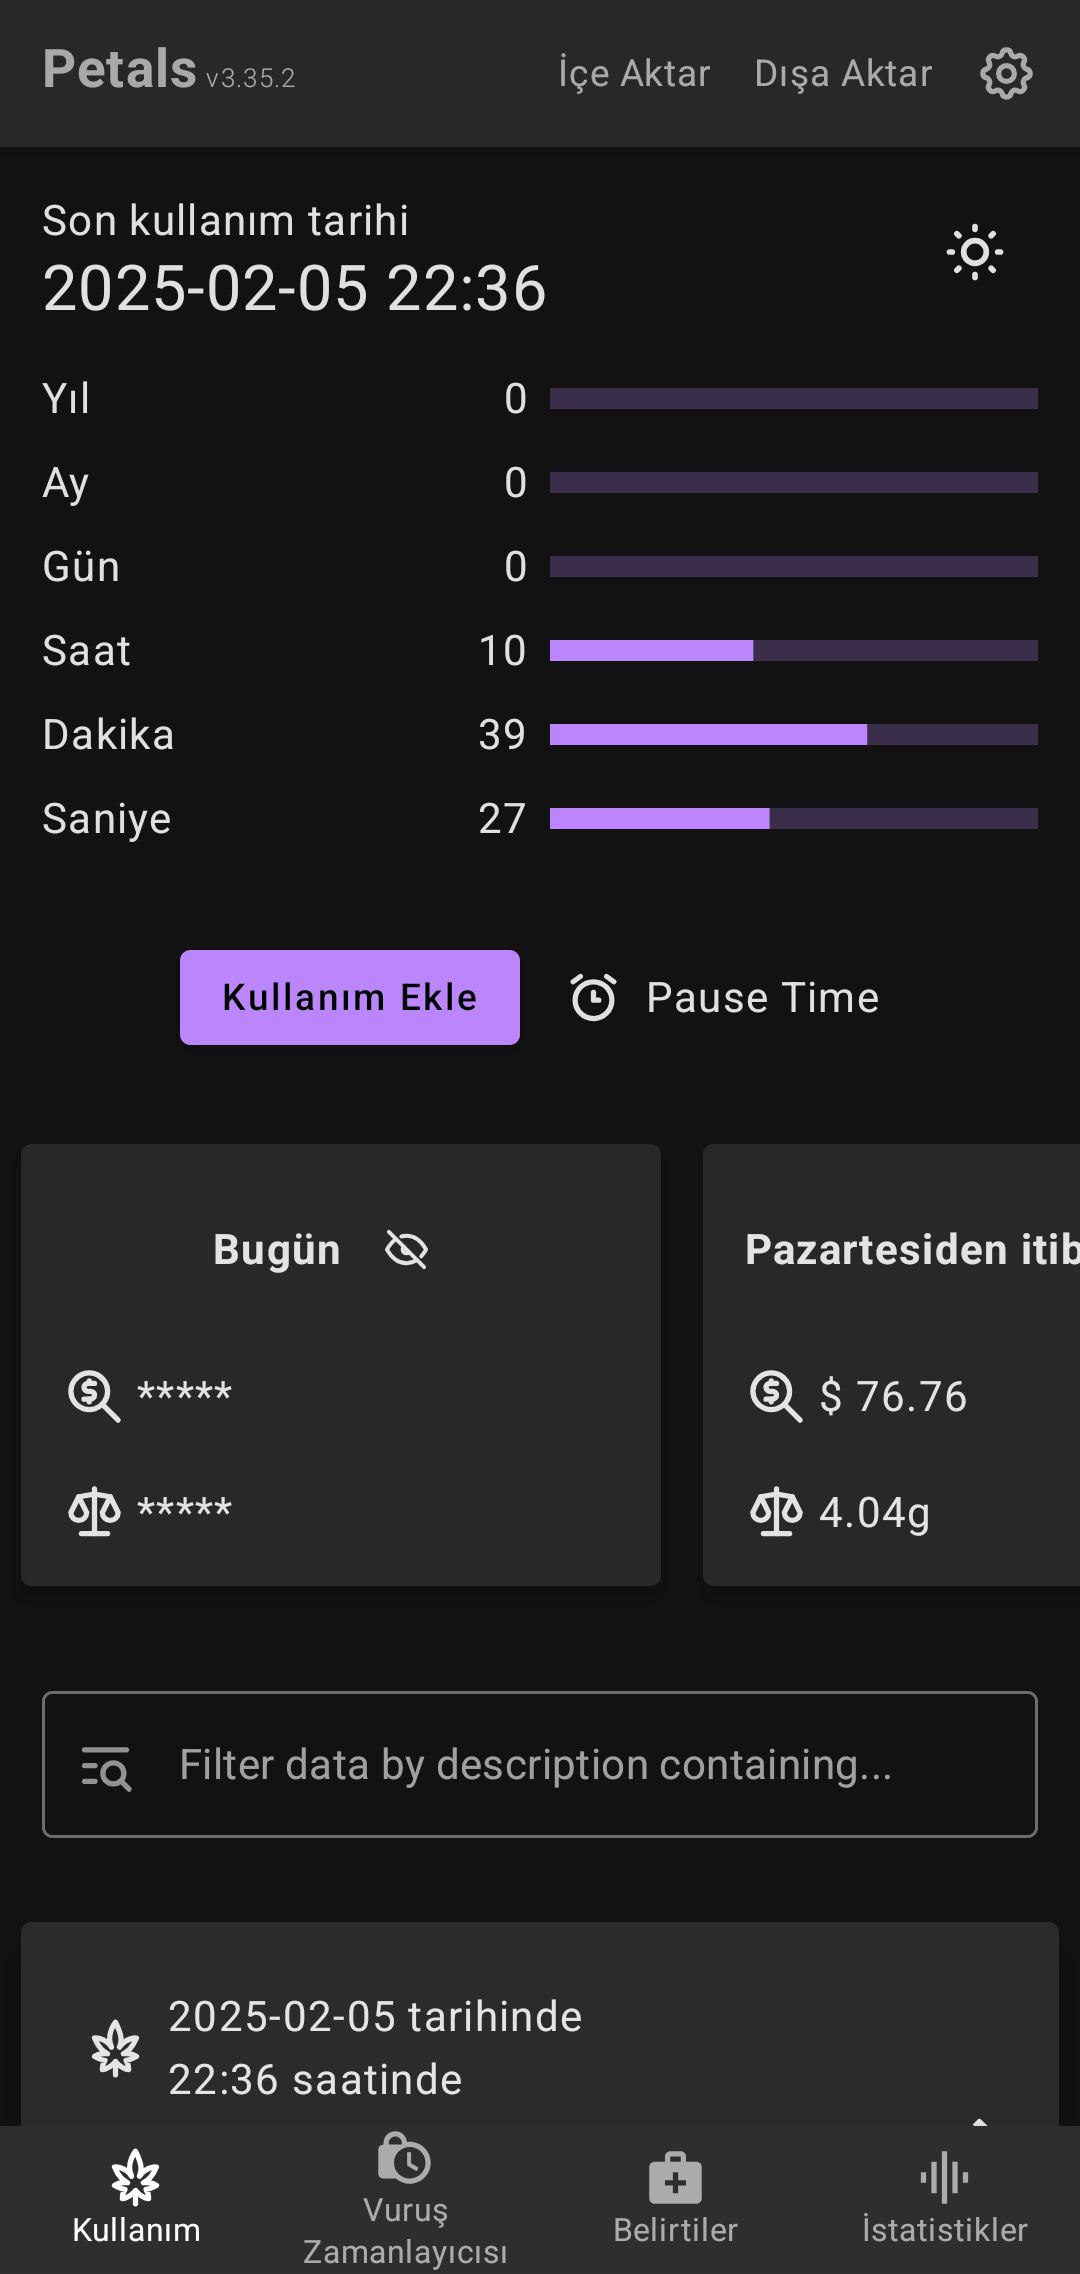 Petals v3.35.2
İçe Aktar
Dışa Aktar
Son kullanım tarihi
2025-02-05 22:36
Yıl 0
Ay 0
Gün 0
Saat 10
Dakika 39
Saniye 27
Kullanım Ekle
Pause Time
Bugün
*****
*****
Pazartesiden itib
$ 76.76
4.04g
Filter data by description containing...
2025-02-05 tarihinde
22:36 saatinde
Kullanım
Vuruş
Zamanlayıcısı
Belirtiler
İstatistikler